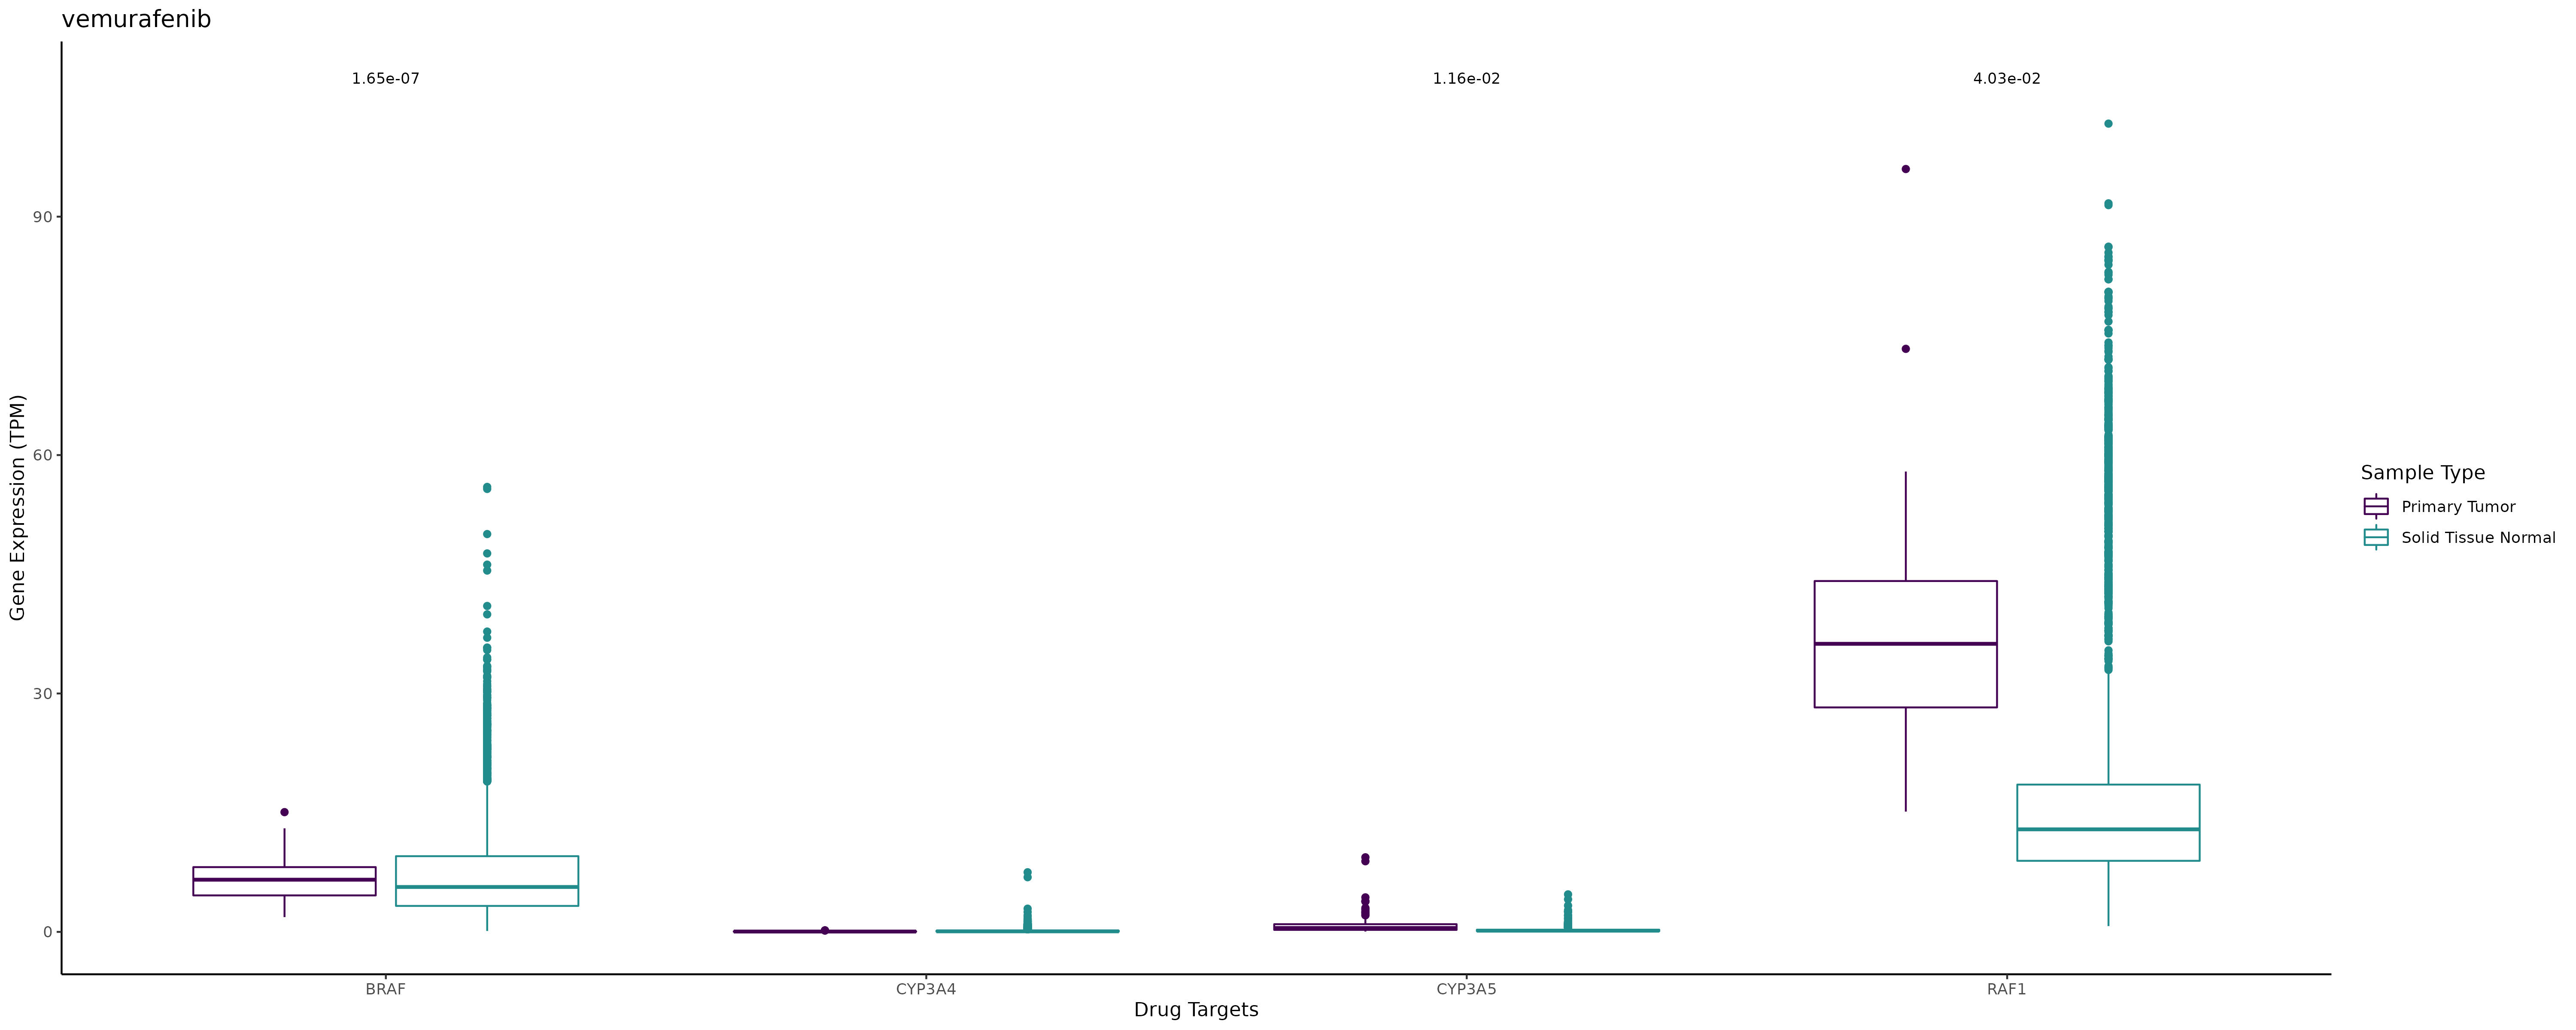 vemurafenib
1.65e-07
1.16e-02
4.03e-02
90
60
30
0
Gene Expression (TPM)
BRAF
CYP3A4
CYP3A5
RAF1
Drug Targets
Sample Type
Primary Tumor
Solid Tissue Normal